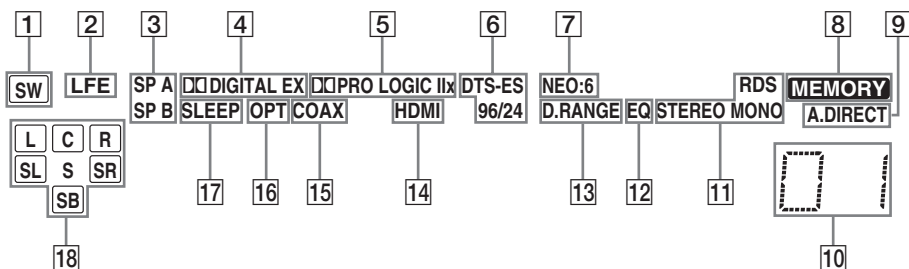 1 2 3 4 5 6 7 8 9
SW LFE SP A DIGITAL EX PRO LOGIC IIx DTS-ES NEO:6 RDS MEMORY
SP B SLEEP OPT COAX HDMI 96/24 D.RANGE EQ STEREO MONO A.DIRECT
L C R
SL S SR
SB
17 16 15 14 13 12 11
01
18 10